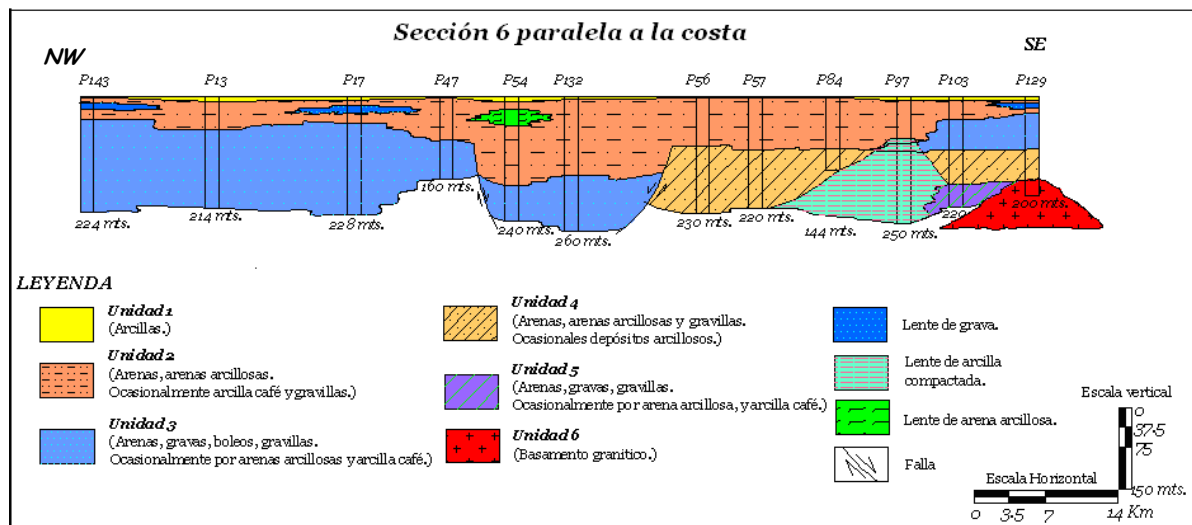 Sección 6 paralela a la costa
NW
SE
P143 P13 P17 P47 P54 P132 P56 P57 P84 P97 P103 P129
224 mts.
214 mts.
228 mts.
160 mts.
240 mts.
260 mts.
230 mts.
220 mts.
144 mts.
250 mts.
220
200 mts.
LEYENDA
Unidad 1
(Arcillas.)
Unidad 2
(Arenas, arenas arcillosas.
Ocasionalmente arcilla café y gravillas.)
Unidad 3
(Arenas, gravas, boleos, gravillas.
Ocasionalmente por arenas arcillosas y arcilla café.)
Unidad 4
(Arenas, arenas arcillosas y gravillas.
Ocasionales depósitos arcillosos.)
Unidad 5
(Arenas, gravas, gravillas.
Ocasionalmente por arena arcillosa, y arcilla café.)
Unidad 6
(Basamento granitico.)
Lente de grava.
Lente de arcilla
compactada.
Lente de arena arcillosa.
Falla
Escala vertical
0
37.5
75
150 mts.
Escala Horizontal
0 3.5 7 14 Km